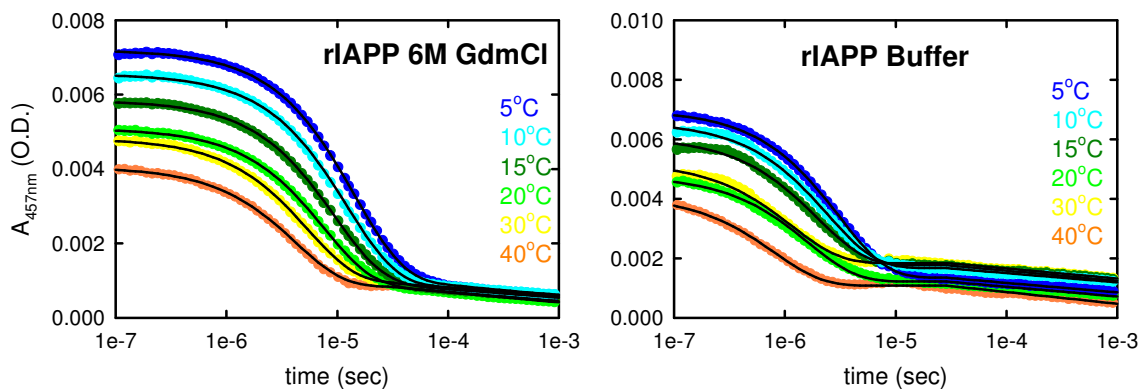 rIAPP 6M GdmCl
A457nm (O.D.)
0.006
0.004
0.002
0.000
5°C
10°C
15°C
20°C
30°C
40°C
1e-7 1e-6 1e-5 1e-4 1e-3
time (sec)
rIAPP Buffer
0.010
0.008
0.006
0.004
0.002
0.000
5°C
10°C
15°C
20°C
30°C
40°C
1e-7 1e-6 1e-5 1e-4 1e-3
time (sec)